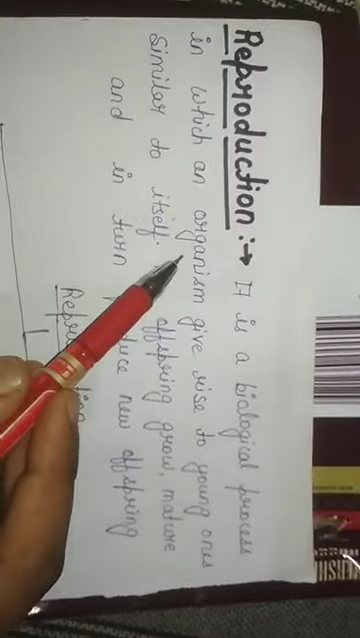 Reproduction :→ It is a biological process
in which an organism give rise to young ones
similar to itself. offspring grow, mature
and in turn new offspring